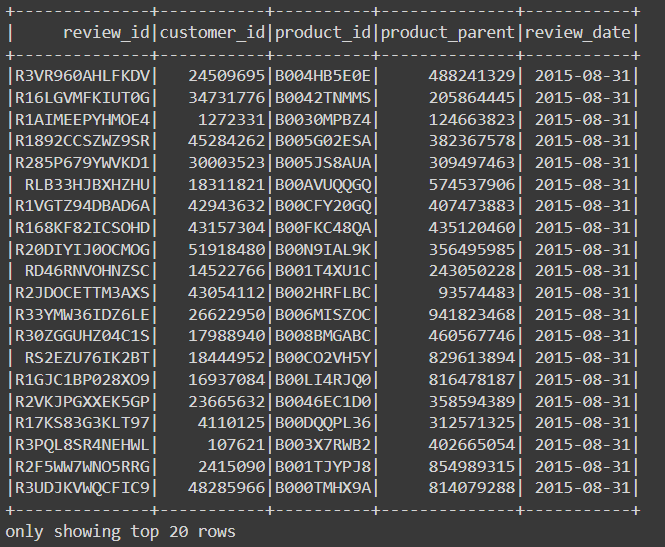 +--------------+-----------+----------+--------------+-----------+
|     review_id|customer_id|product_id|product_parent|review_date|
+--------------+-----------+----------+--------------+-----------+
|R3VR960AHLFKDV|   24509695|B004HB5E0E|     488241329| 2015-08-31|
|R16LGVMFKIUT0G|   34731776|B0042TNMMS|     205864445| 2015-08-31|
|R1AIMEEPYHMOE4|    1272331|B0030MPBZ4|     124663823| 2015-08-31|
|R1892CCSZWZ9SR|   45284262|B005G02ESA|     382367578| 2015-08-31|
|R285P679YWVKD1|   30003523|B005JS8AUA|     309497463| 2015-08-31|
| RLB33HJBXHZHU|   18311821|B00AVUQQGQ|     574537906| 2015-08-31|
|R1VGTZ94DBAD6A|   42943632|B00CFY20GQ|     407473883| 2015-08-31|
|R168KF82ICSOHD|   43157304|B00FKC48QA|     435120460| 2015-08-31|
|R20DIYIJ0OCMOG|   51918480|B00N9IAL9K|     356495985| 2015-08-31|
| RD46RNVOHNZSC|   14522766|B001T4XU1C|     243050228| 2015-08-31|
|R2JDOCETTM3AXS|   43054112|B002HRFLBC|      93574483| 2015-08-31|
|R33YMW36IDZ6LE|   26622950|B006MISZOC|     941823468| 2015-08-31|
|R30ZGGUHZ04C1S|   17988940|B008BMGABC|     460567746| 2015-08-31|
| RS2EZU76IK2BT|   18444952|B00CO2VH5Y|     829613894| 2015-08-31|
|R1GJC1BP028XO9|   16937084|B00LI4RJQ0|     816478187| 2015-08-31|
|R2VKJPGXXEK5GP|   23665632|B0046EC1D0|     358594389| 2015-08-31|
|R17KS83G3KLT97|    4110125|B00DQQPL36|     312571325| 2015-08-31|
|R3PQL8SR4NEHWL|     107621|B003X7RWB2|     402665054| 2015-08-31|
|R2F5WW7WNO5RRG|    2415090|B001TJYPJ8|     854989315| 2015-08-31|
|R3UDJKVWQCFIC9|   48285966|B000TMHX9A|     814079288| 2015-08-31|
+--------------+-----------+----------+--------------+-----------+
only showing top 20 rows